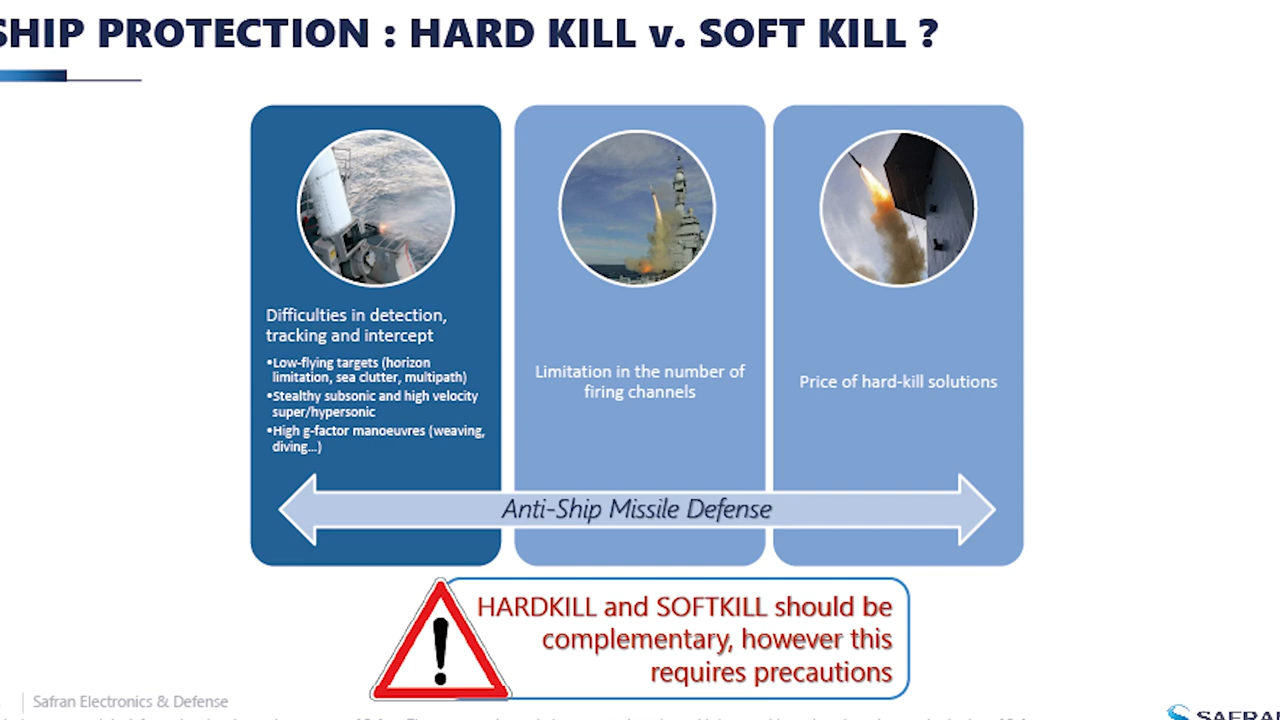 SHIP PROTECTION : HARD KILL v. SOFT KILL ?
Difficulties in detection,
tracking and intercept
•Low-flying targets (horizon
limitation, sea clutter, multipath)
•Stealthy subsonic and high velocity
super/hypersonic
•High g-factor manoeuvres (weaving,
diving...)
Limitation in the number of
firing channels
Price of hard-kill solutions
Anti-Ship Missile Defense
HARDKILL and SOFTKILL should be
complementary, however this
requires precautions
Safran Electronics & Defense
SAFRAN